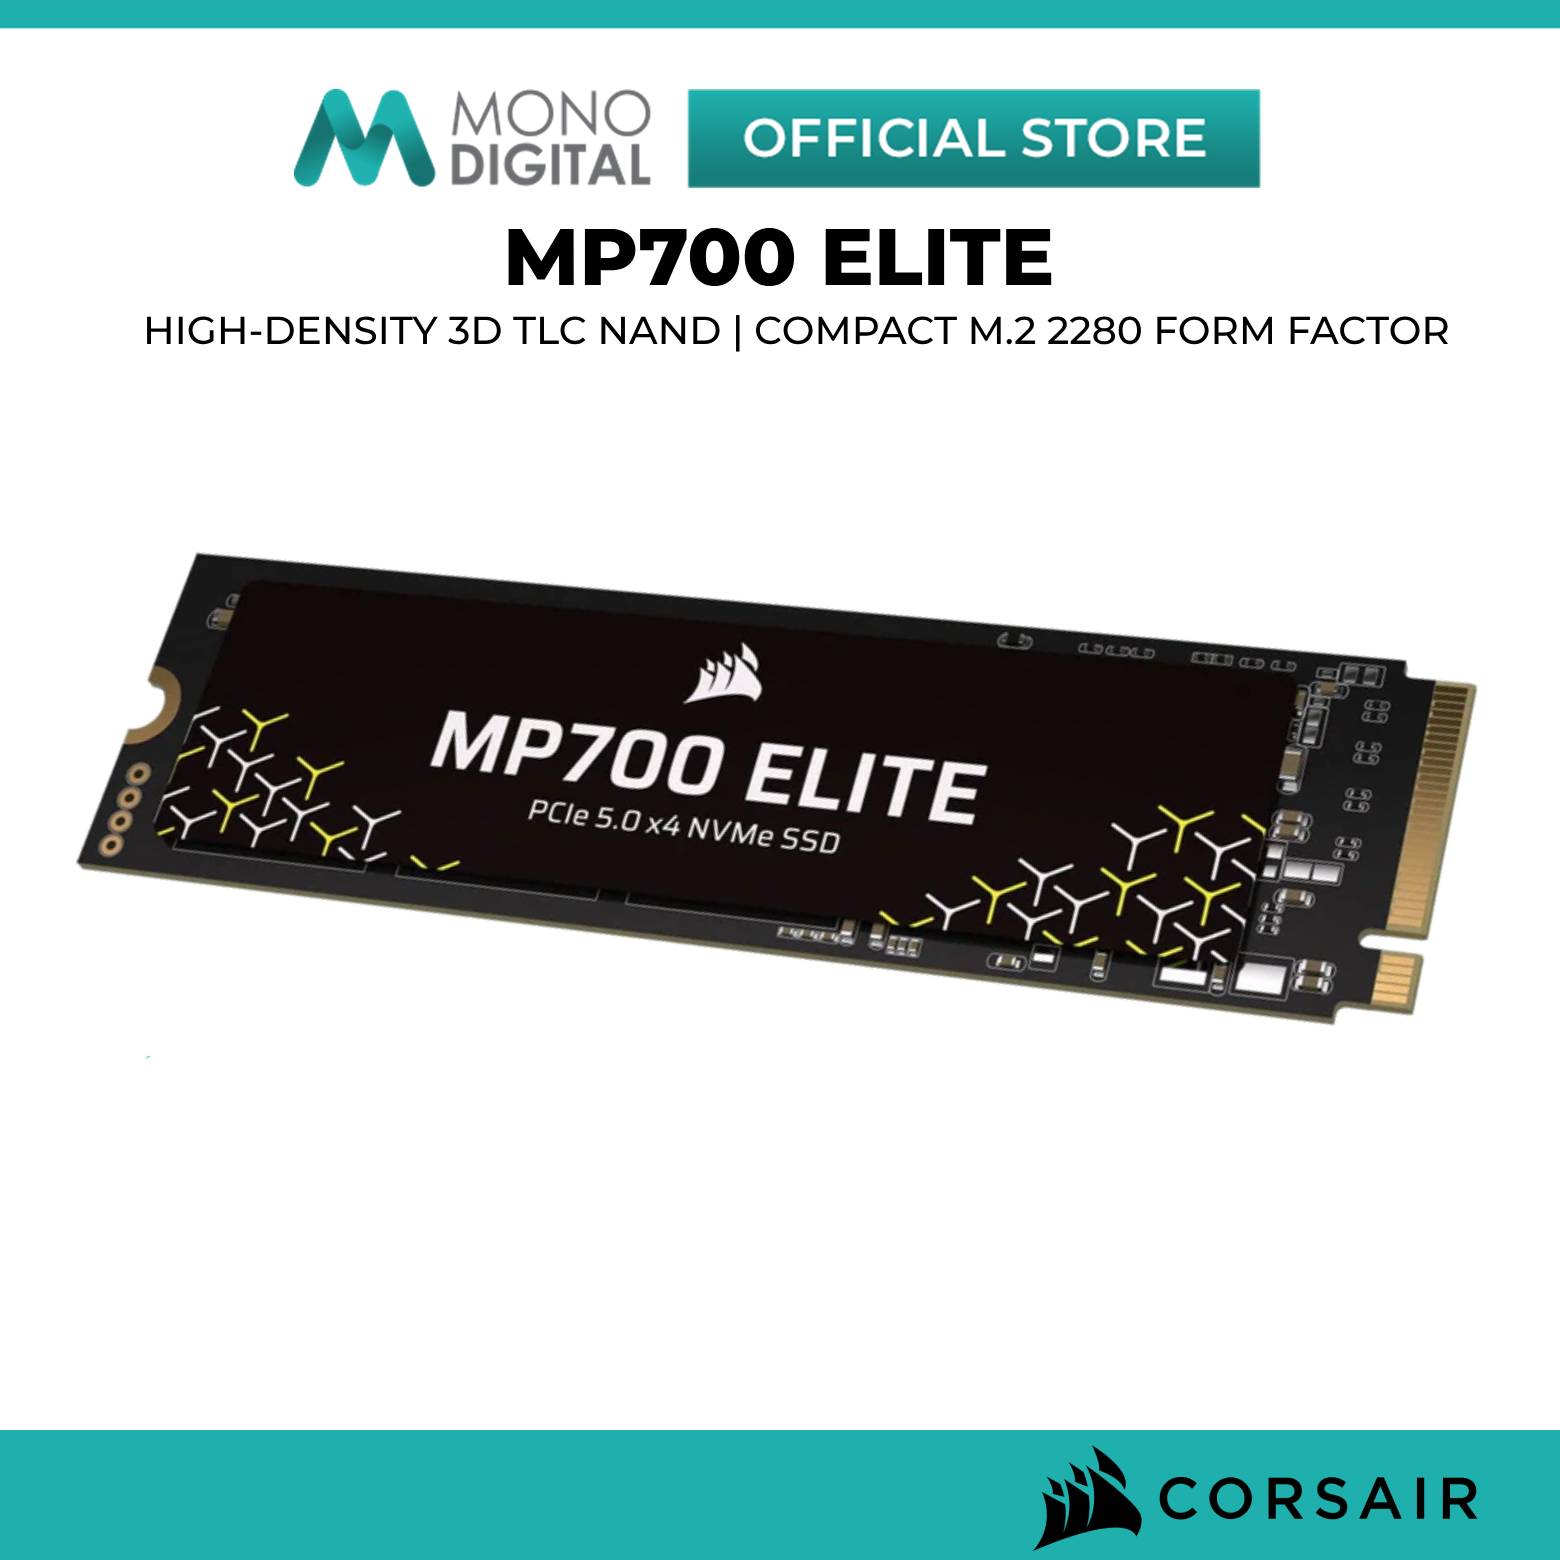 MONO
DIGITAL
OFFICIAL STORE
MP700 ELITE
HIGH-DENSITY 3D TLC NAND | COMPACT M.2 2280 FORM FACTOR
MP700 ELITE
PCIe 5.0 x4 NVMe SSD
CORSAIR